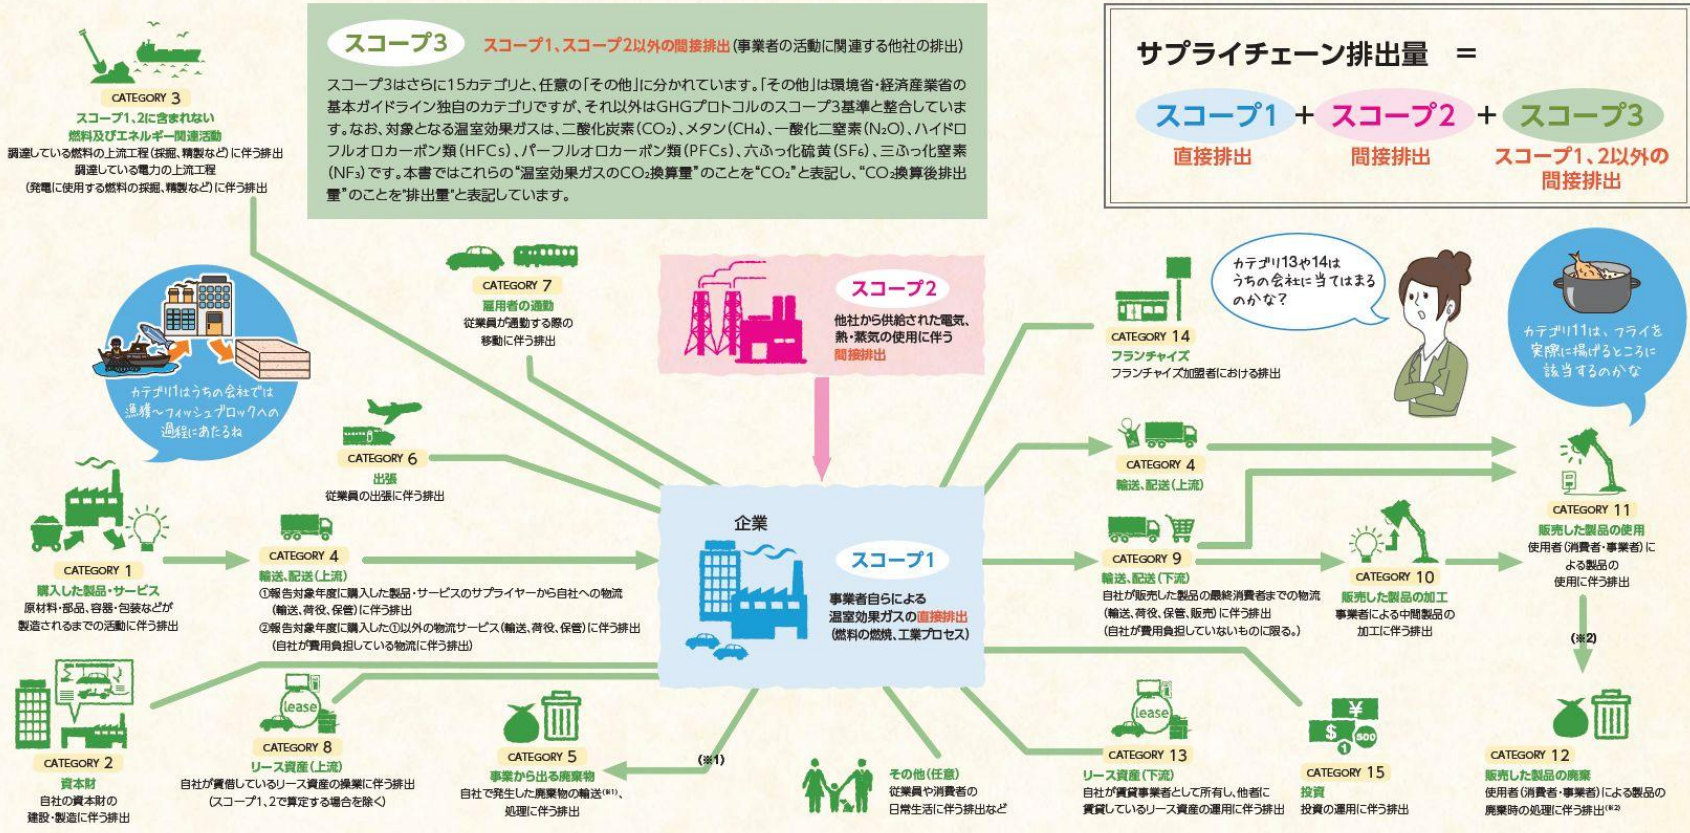 CATEGORY 3
スコープ1、2に含まれない
燃料及びエネルギー関連活動
調達している燃料の上流工程(採掘、精製など)に伴う排出
調達している電力の上流工程
(発電に使用する燃料の採掘、精製など)に伴う排出
スコープ3 スコープ1、スコープ2以外の間接排出(事業者の活動に関連する他社の排出)
スコープ3はさらに15カテゴリと、任意の「その他」に分かれています。「その他」は環境省・経済産業省の
基本ガイドライン独自のカテゴリですが、それ以外はGHGプロトコルのスコープ3基準と整合していま
す。なお、対象となる温室効果ガスは、二酸化炭素(CO₂)、メタン(CH₄)、一酸化二窒素(N₂O)、ハイドロ
フルオロカーボン類(HFCs)、パーフルオロカーボン類(PFCs)、六ふっ化硫黄(SF₆)、三ふっ化窒素
(NF₃)です。本書ではこれらの“温室効果ガスのCO₂換算量”のことを“CO₂”と表記し、“CO₂換算後排出
量”のことを“排出量”と表記しています。
サプライチェーン排出量 =
スコープ1 + スコープ2 + スコープ3
直接排出 間接排出 スコープ1、2以外の
間接排出
カテゴリ1はうちの会社では
漁獲〜フィッシュブロックへの
過程にあたるね
CATEGORY 7
雇用者の通勤
従業員が通勤する際の
移動に伴う排出
スコープ2
他社から供給された電気、
熱・蒸気の使用に伴う
間接排出
CATEGORY 14
フランチャイズ
フランチャイズ加盟者における排出
カテゴリ13や14は
うちの会社に当てはまる
のかな?
カテゴリ11は、フライを
実際に揚げるところに
該当するのかな
CATEGORY 6
出張
従業員の出張に伴う排出
CATEGORY 1
購入した製品・サービス
原材料・部品、容器・包装などが
製造されるまでの活動に伴う排出
CATEGORY 4
輸送、配送(上流)
①報告対象年度に購入した製品・サービスのサプライヤーから自社への物流
(輸送、荷役、保管)に伴う排出
②報告対象年度に購入した①以外の物流サービス(輸送、荷役、保管)に伴う排出
(自社が費用負担している物流に伴う排出)
企業
スコープ1
事業者自らによる
温室効果ガスの直接排出
(燃料の燃焼、工業プロセス)
CATEGORY 4
輸送、配送(上流)
CATEGORY 9
輸送、配送(下流)
自社が販売した製品の最終消費者までの物流
(輸送、荷役、保管、販売)に伴う排出
(自社が費用負担していないものに限る。)
CATEGORY 10
販売した製品の加工
事業者による中間製品の
加工に伴う排出
CATEGORY 11
販売した製品の使用
使用者(消費者・事業者)に
よる製品の
使用に伴う排出
(※2)
CATEGORY 2
資本財
自社の資本財の
建設・製造に伴う排出
lease
CATEGORY 8
リース資産(上流)
自社が賃借しているリース資産の操業に伴う排出
(スコープ1、2で算定する場合を除く)
CATEGORY 5
事業から出る廃棄物
自社で発生した廃棄物の輸送(※1)、
処理に伴う排出
(※1)
その他(任意)
従業員や消費者の
日常生活に伴う排出など
lease
CATEGORY 13
リース資産(下流)
自社が賃貸事業者として所有し、他者に
賃貸しているリース資産の運用に伴う排出
¥
$
1
500
CATEGORY 15
投資
投資の運用に伴う排出
CATEGORY 12
販売した製品の廃棄
使用者(消費者・事業者)による製品の
廃棄時の処理に伴う排出(※2)